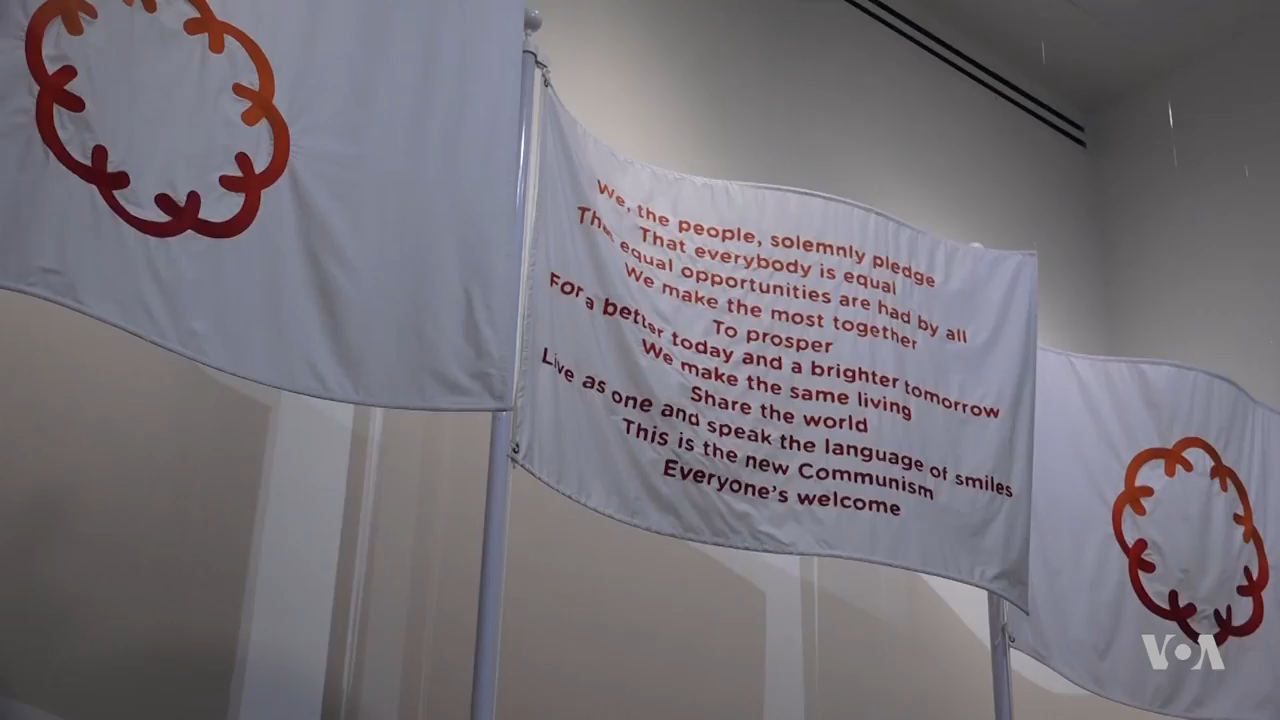 We, the people, solemnly pledge
That everybody is equal
That equal opportunities are had by all
We make the most together
To prosper
For a better today and a brighter tomorrow
We make the same living
Share the world
Live as one and speak the language of smiles
This is the new Communism
Everyone's welcome
VOA